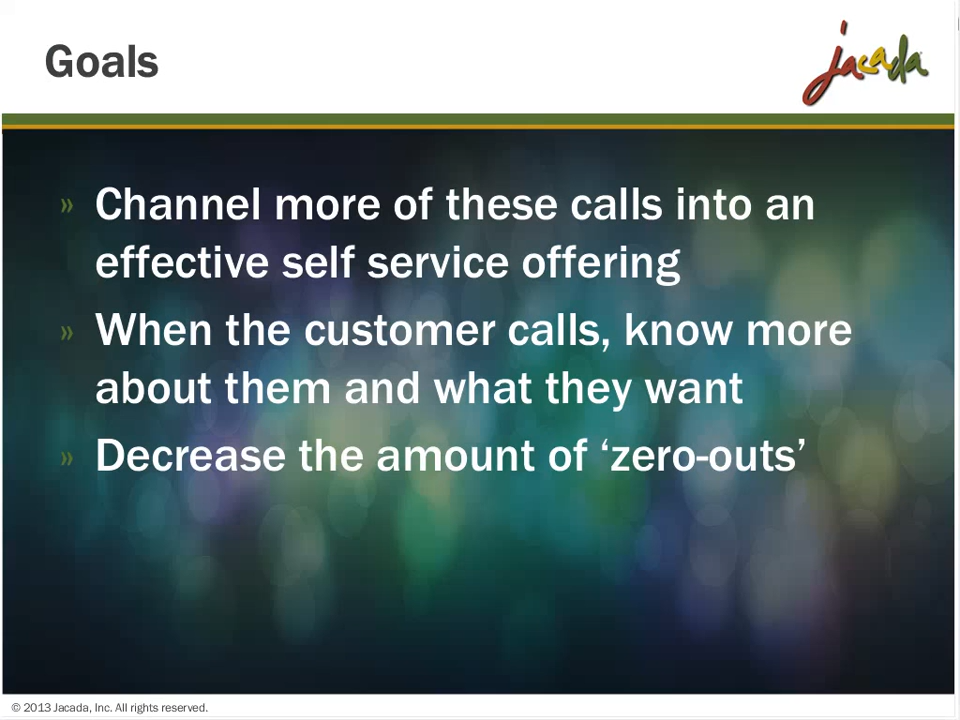 Goals
jacada
» Channel more of these calls into an
effective self service offering
» When the customer calls, know more
about them and what they want
» Decrease the amount of ‘zero-outs’
© 2013 Jacada, Inc. All rights reserved.